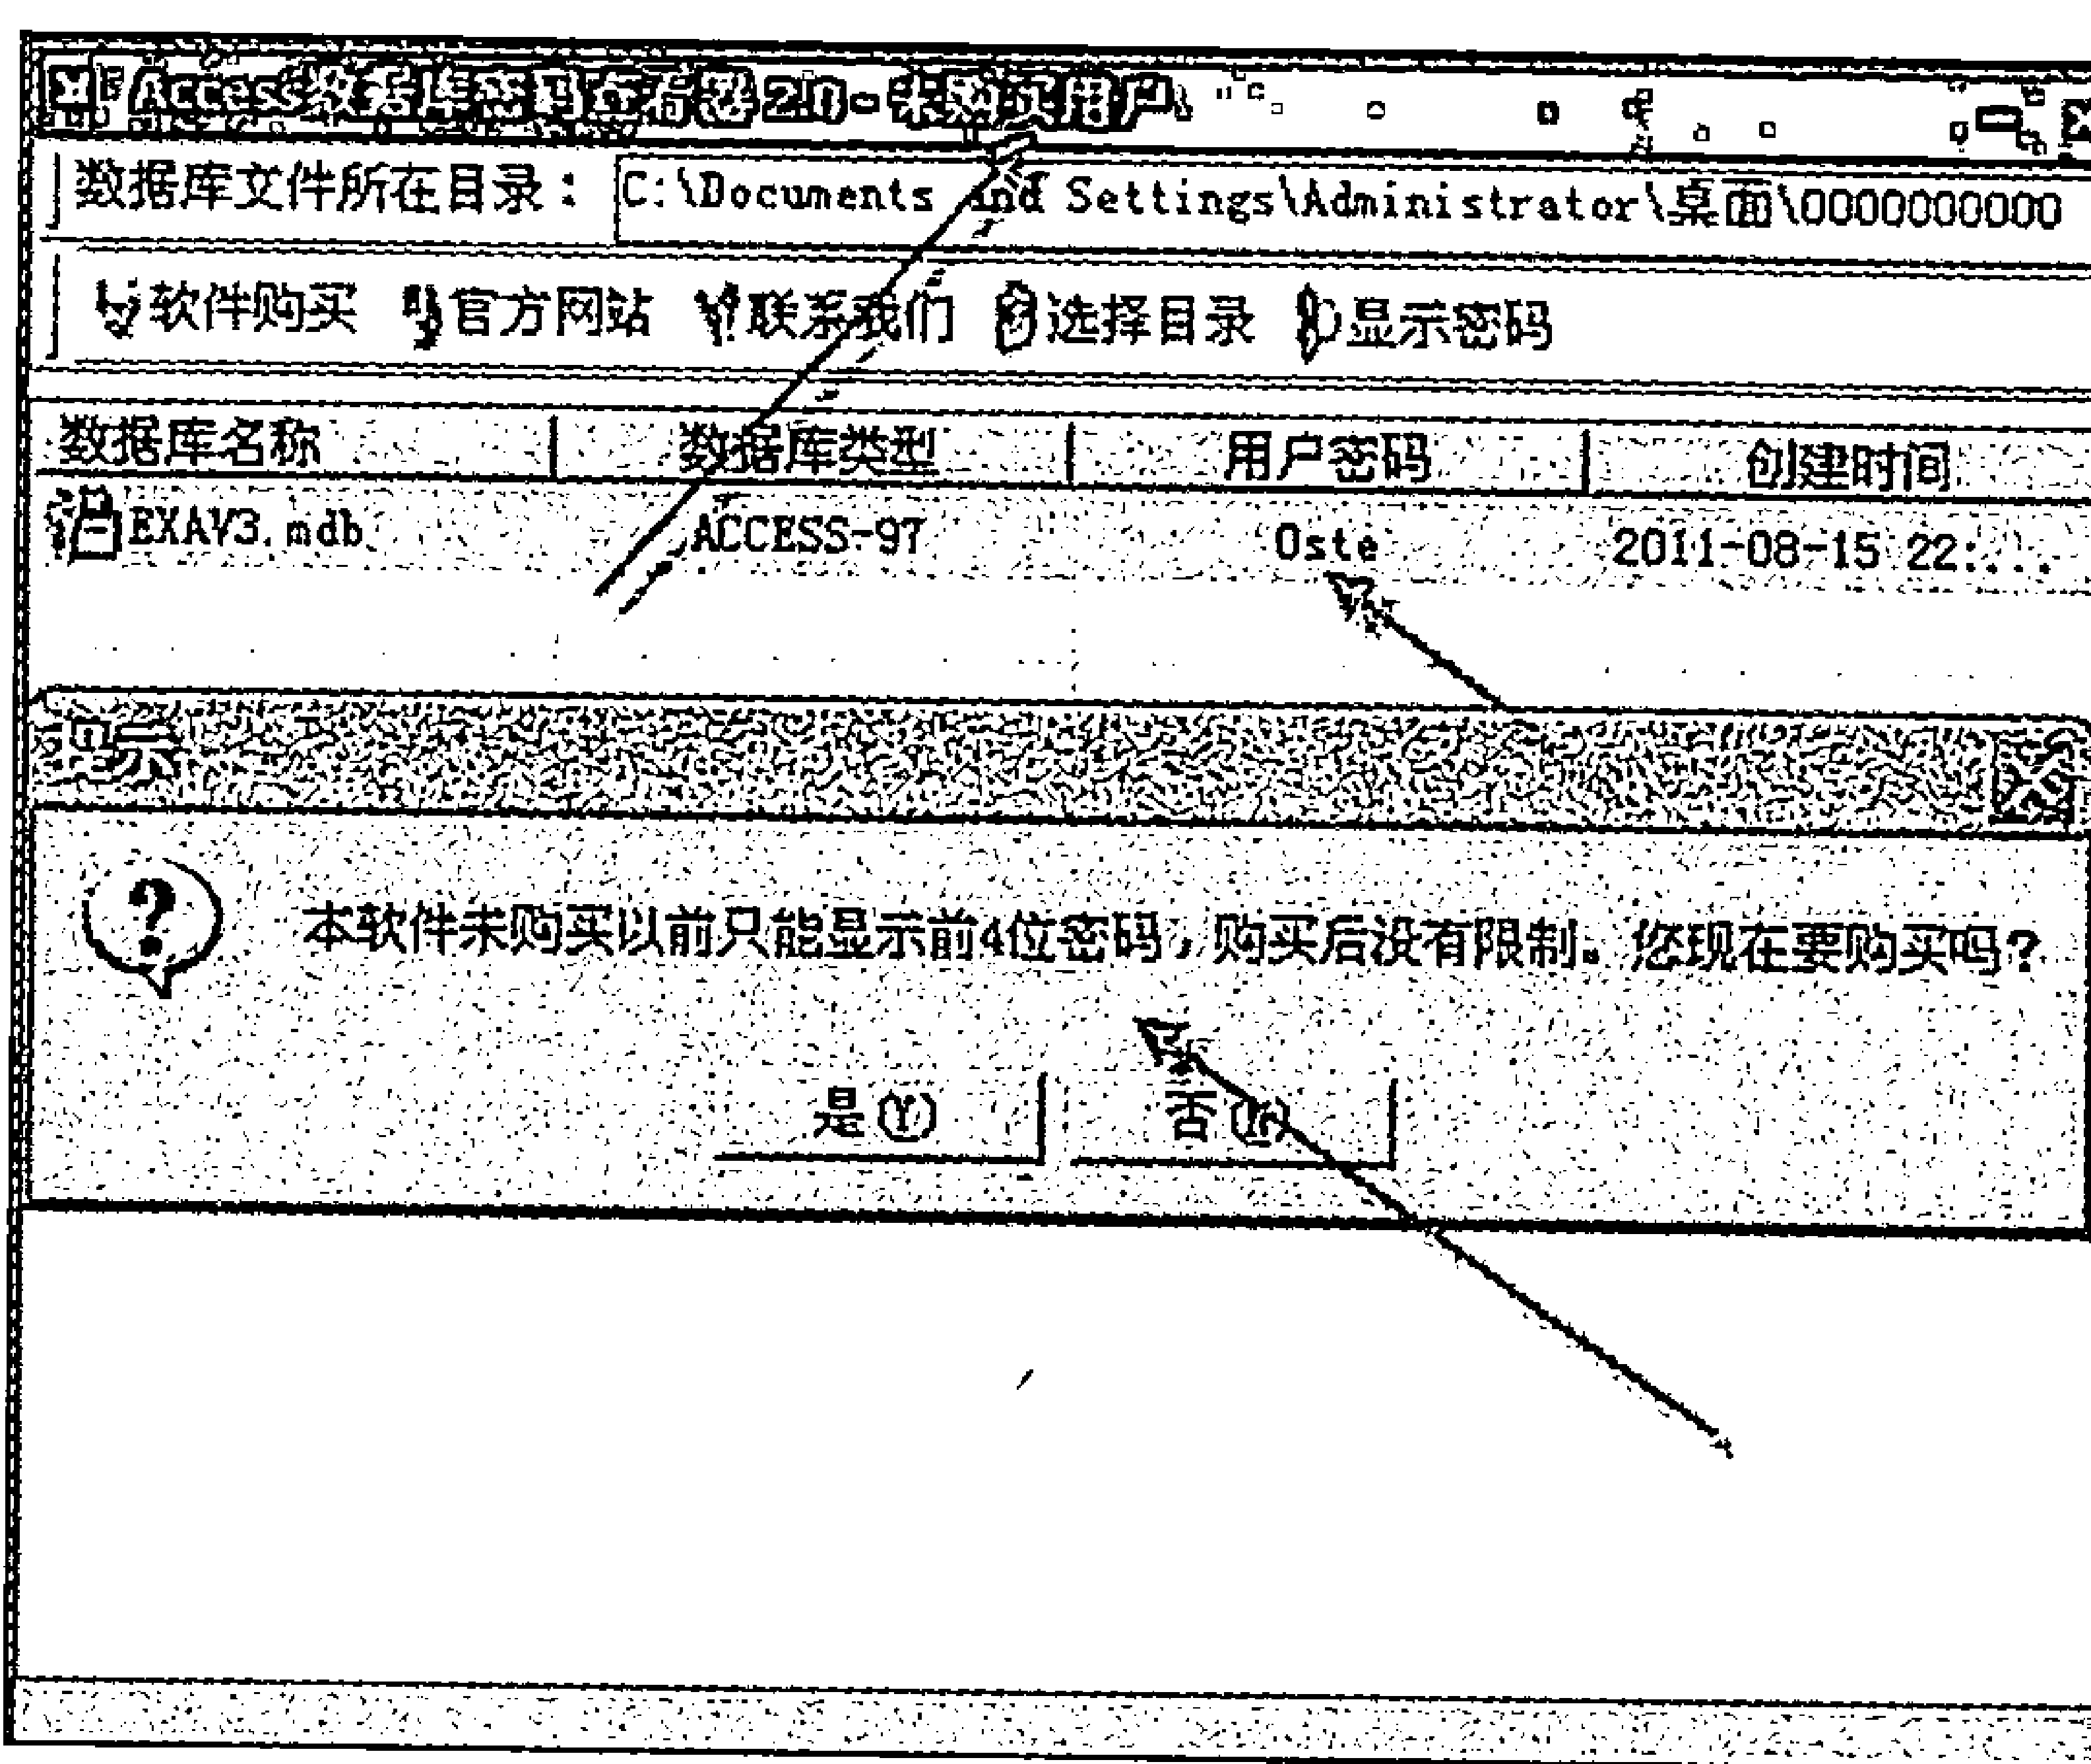 Access数据库密码查看器2.0-未购买用户
数据库文件所在目录： C:\Documents and Settings\Administrator\桌面\0000000000
软件购买 官方网站 联系我们 选择目录 显示密码
数据库名称 数据库类型 用户密码 创建时间
EXAV3.mdb ACCESS-97 Oste 2011-08-15 22:...
提示
本软件未购买以前只能显示前4位密码，购买后没有限制。您现在要购买吗？
是(Y) 否(N)